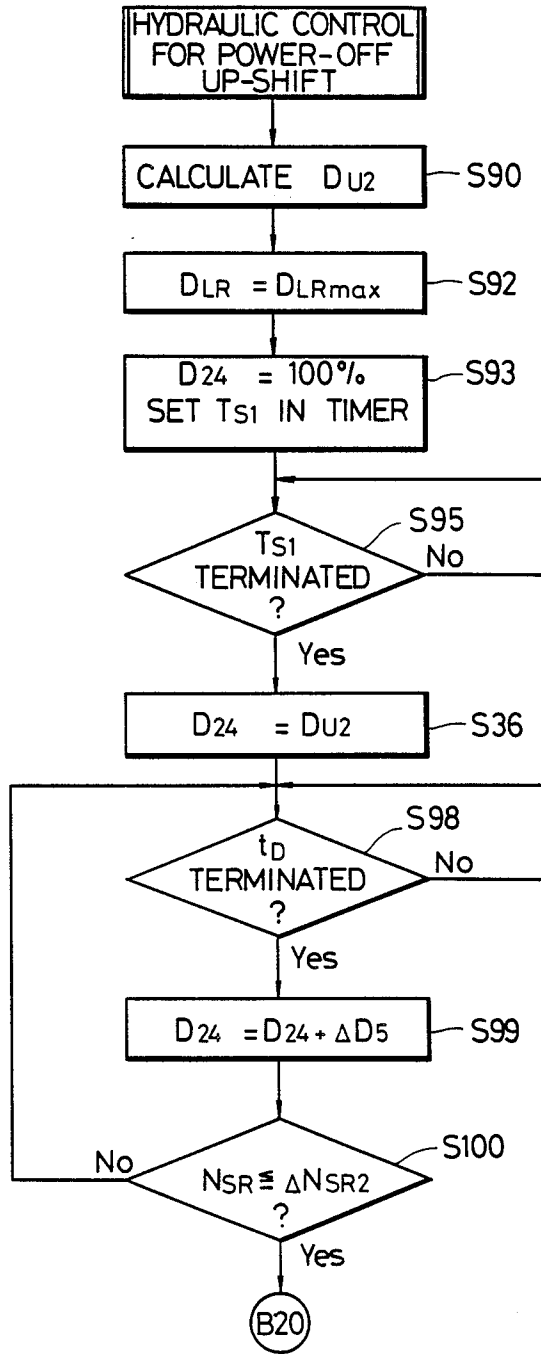 HYDRAULIC CONTROL
FOR POWER-OFF
UP-SHIFT
CALCULATE DU2
S90
DLR = DLRmax
S92
D24 = 100%
SET TS1 IN TIMER
S93
TS1
TERMINATED
?
S95
No
Yes
D24 = DU2
S36
tD
TERMINATED
?
S98
No
Yes
D24 = D24 + ΔD5
S99
NSR ≦ ΔNSR2
?
S100
No
Yes
B20